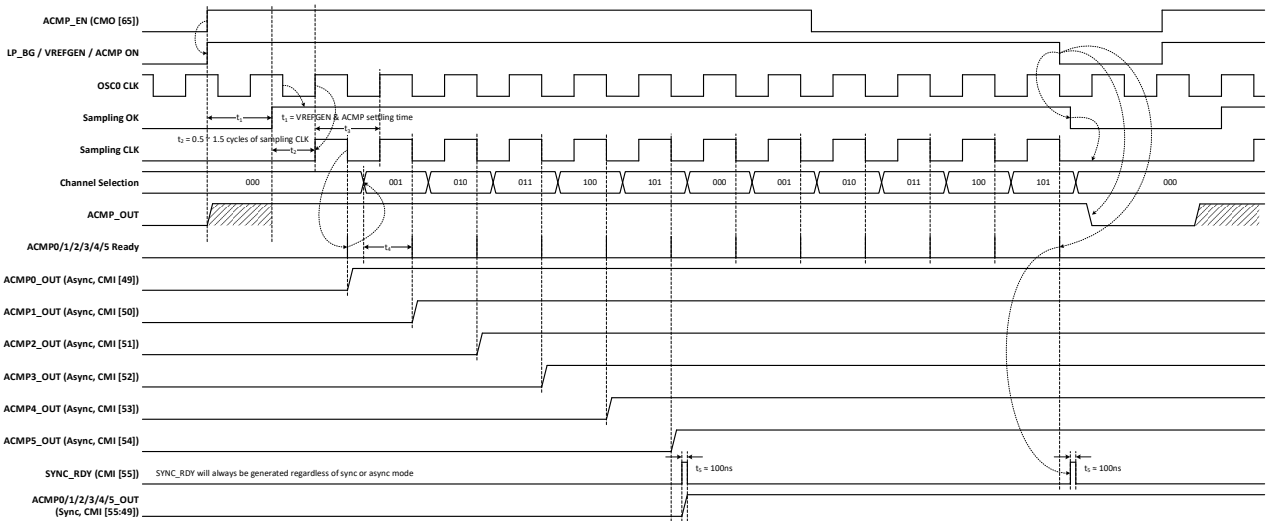 ACMP_EN (CMO [65])
LP_BG / VREFGEN / ACMP ON
OSC0 CLK
Sampling OK
t₁
t₁ = VREFGEN & ACMP settling time
t₃
t₂ = 0.5 ~ 1.5 cycles of sampling CLK
Sampling CLK
t₂
Channel Selection
000 001 010 011 100 101 000 001 010 011 100 101 000
ACMP_OUT
ACMP0/1/2/3/4/5 Ready
t₄
ACMP0_OUT (Async, CMI [49])
ACMP1_OUT (Async, CMI [50])
ACMP2_OUT (Async, CMI [51])
ACMP3_OUT (Async, CMI [52])
ACMP4_OUT (Async, CMI [53])
ACMP5_OUT (Async, CMI [54])
SYNC_RDY (CMI [55])
SYNC_RDY will always be generated regardless of sync or async mode
t₅ = 100ns
t₅ = 100ns
ACMP0/1/2/3/4/5_OUT
(Sync, CMI [55:49])